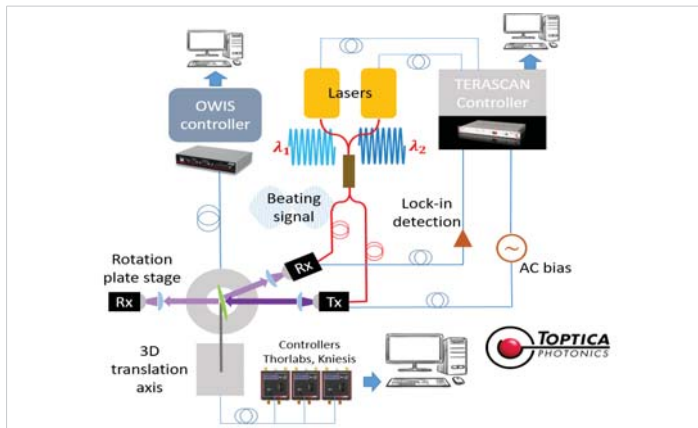 Lasers
TERASCAN
Controller
OWIS
controller
λ1
λ2
Beating
signal
Lock-in
detection
Rotation
plate stage
Rx
Rx
Tx
AC bias
3D
translation
axis
Controllers
Thorlabs, Kniesis
TOPTICA
PHOTONICS